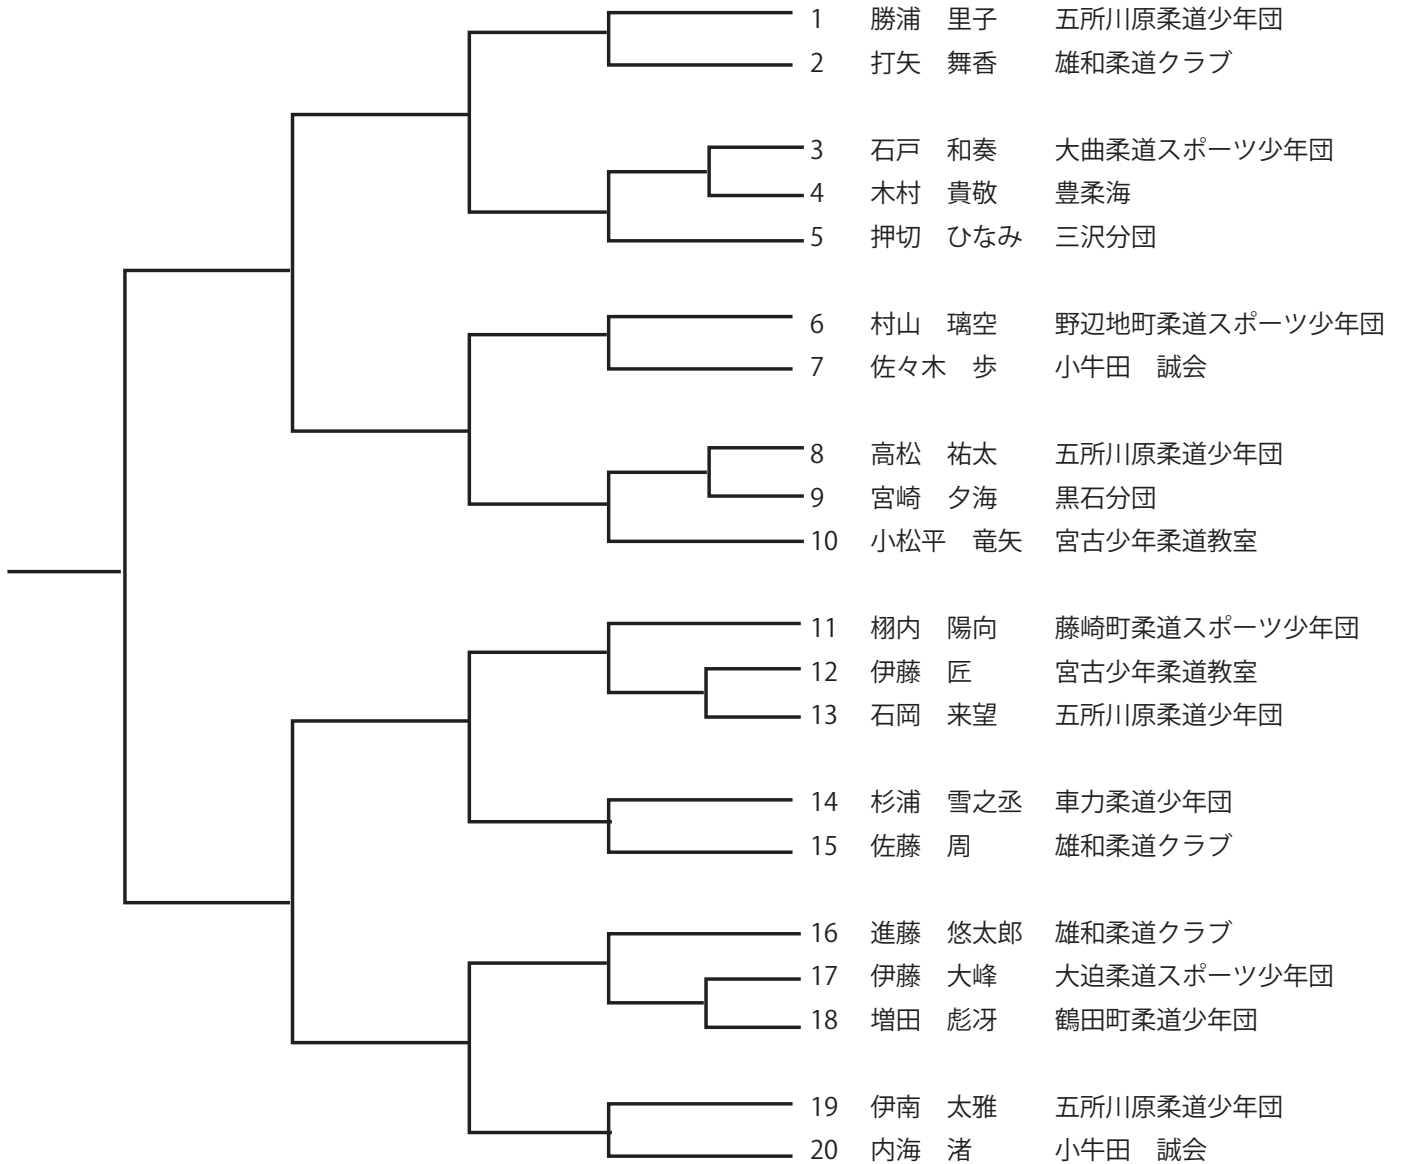 1 勝浦　里子 五所川原柔道少年団
2 打矢　舞香 雄和柔道クラブ
3 石戸　和奏 大曲柔道スポーツ少年団
4 木村　貴敬 豊柔海
5 押切　ひなみ 三沢分団
6 村山　璃空 野辺地町柔道スポーツ少年団
7 佐々木　歩 小牛田　誠会
8 高松　祐太 五所川原柔道少年団
9 宮崎　夕海 黒石分団
10 小松平　竜矢 宮古少年柔道教室
11 栩内　陽向 藤崎町柔道スポーツ少年団
12 伊藤　匠 宮古少年柔道教室
13 石岡　来望 五所川原柔道少年団
14 杉浦　雪之丞 車力柔道少年団
15 佐藤　周 雄和柔道クラブ
16 進藤　悠太郎 雄和柔道クラブ
17 伊藤　大峰 大迫柔道スポーツ少年団
18 増田　彪冴 鶴田町柔道少年団
19 伊南　太雅 五所川原柔道少年団
20 内海　渚 小牛田　誠会